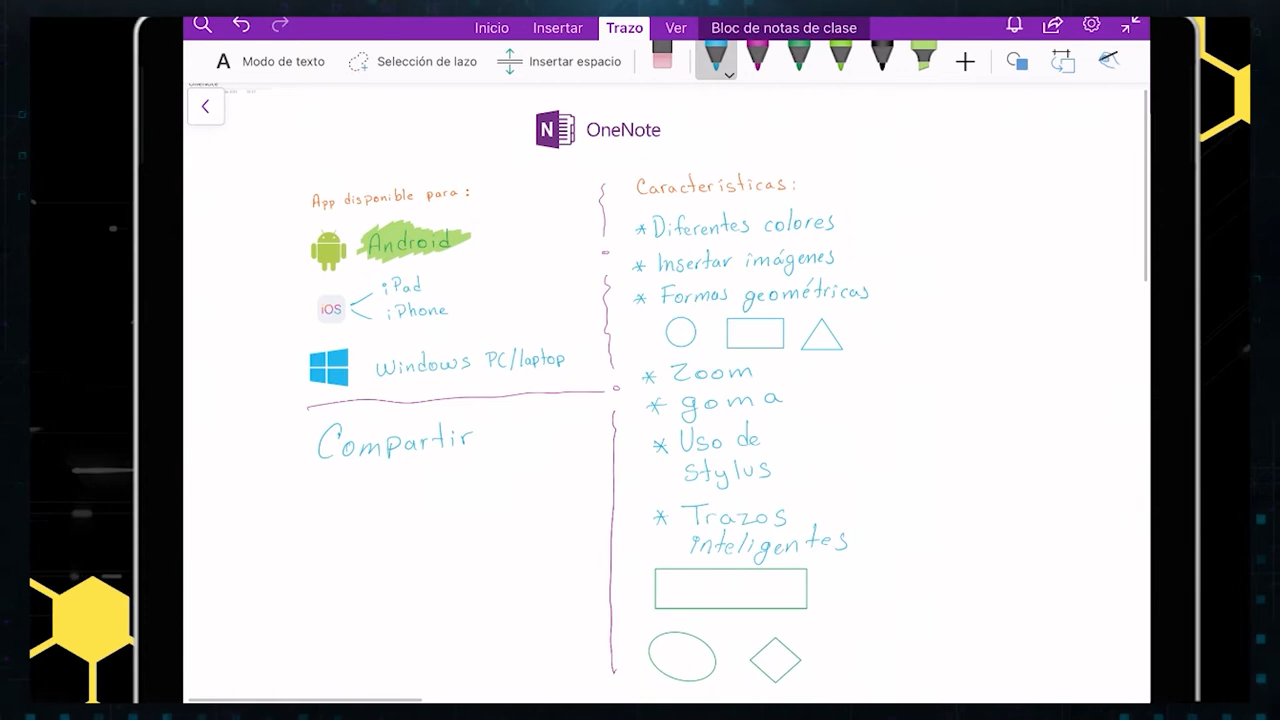 Inicio Insertar Trazo Ver Bloc de notas de clase
A Modo de texto Selección de lazo Insertar espacio
N OneNote
App disponible para:
Android
iOS
iPad
iPhone
Windows PC/laptop
Compartir
Características:
*Diferentes colores
* Insertar imágenes
* Formas geométricas
* Zoom
* goma
* Uso de
stylus
* Trazos
inteligentes